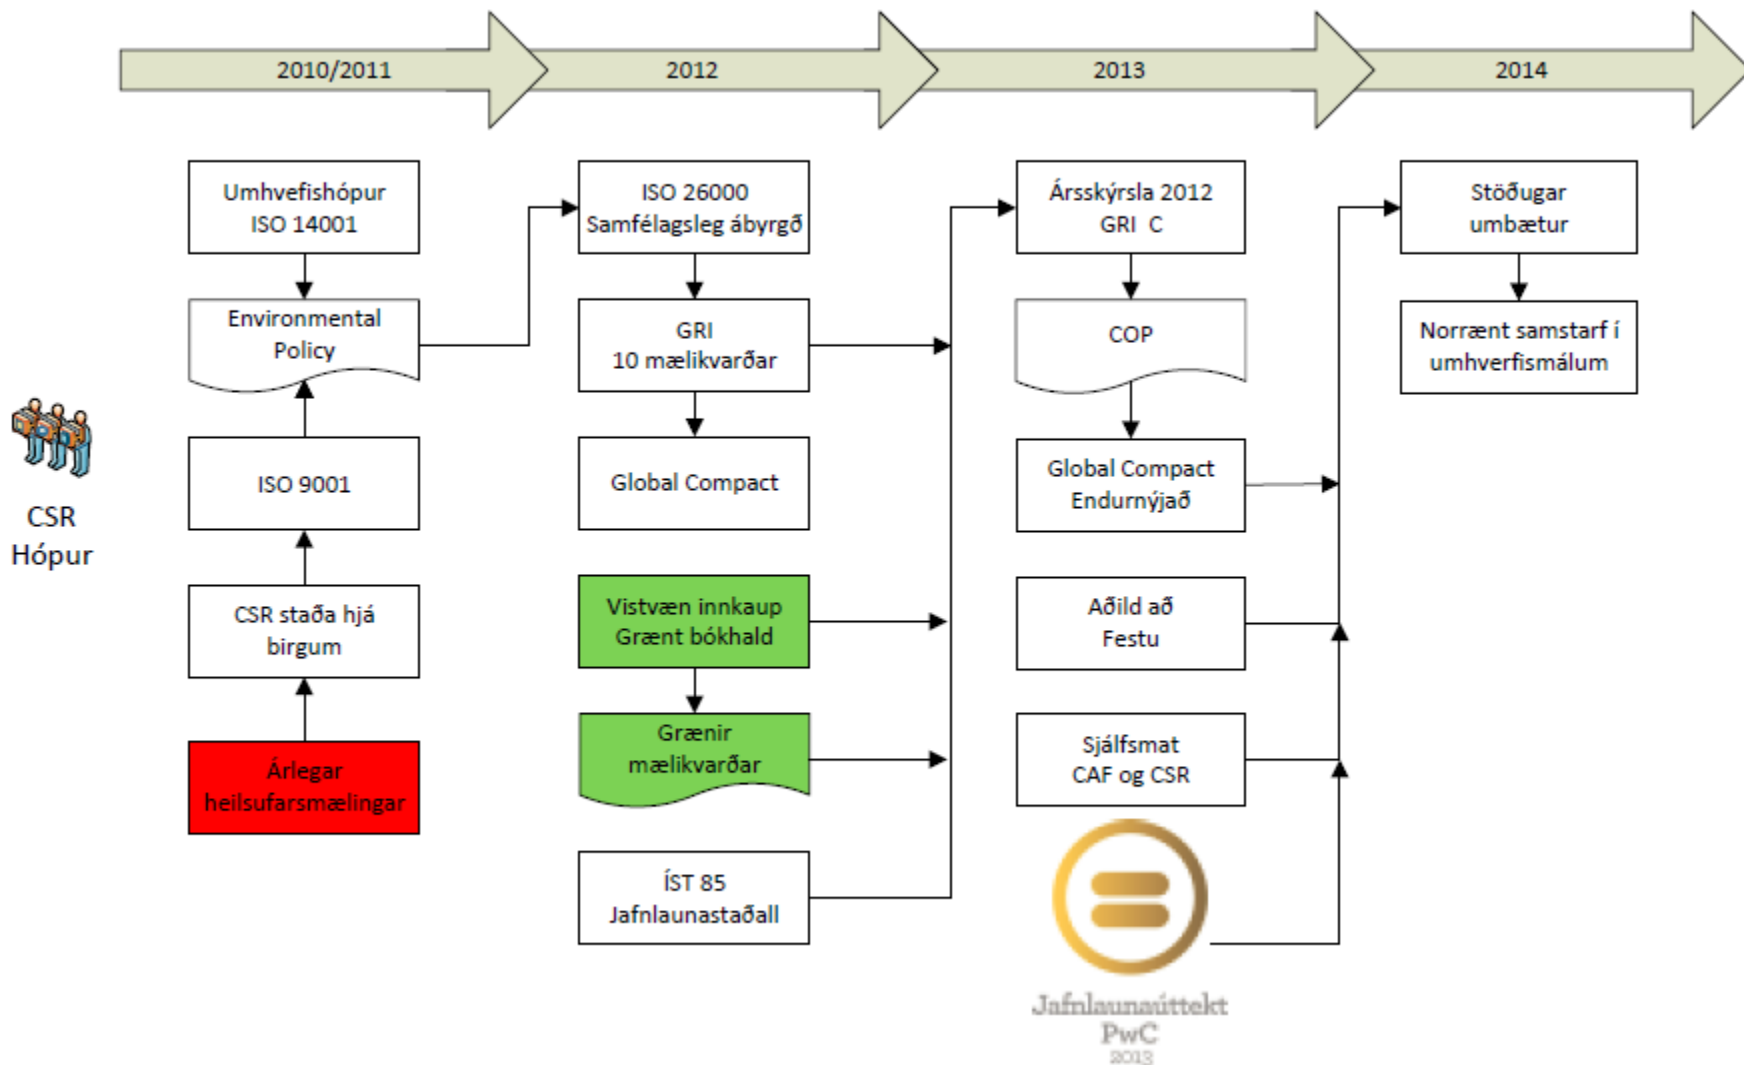 2010/2011
2012
2013
2014
CSR
Hópur
Umhvefishópur
ISO 14001
Environmental
Policy
ISO 9001
CSR staða hjá
birgum
Árlegar
heilsufarsmælingar
ISO 26000
Samfélagsleg ábyrgð
GRI
10 mælikvarðar
Global Compact
Vistvæn innkaup
Grænt bókhald
Grænir
mælikvarðar
ÍST 85
Jafnlaunastaðall
Ársskýrsla 2012
GRI C
COP
Global Compact
Endurnýjað
Aðild að
Festu
Sjálfsmat
CAF og CSR
Jafnlaunaúttekt
PwC
2013
Stöðugar
umbætur
Norrænt samstarf í
umhverfismálum